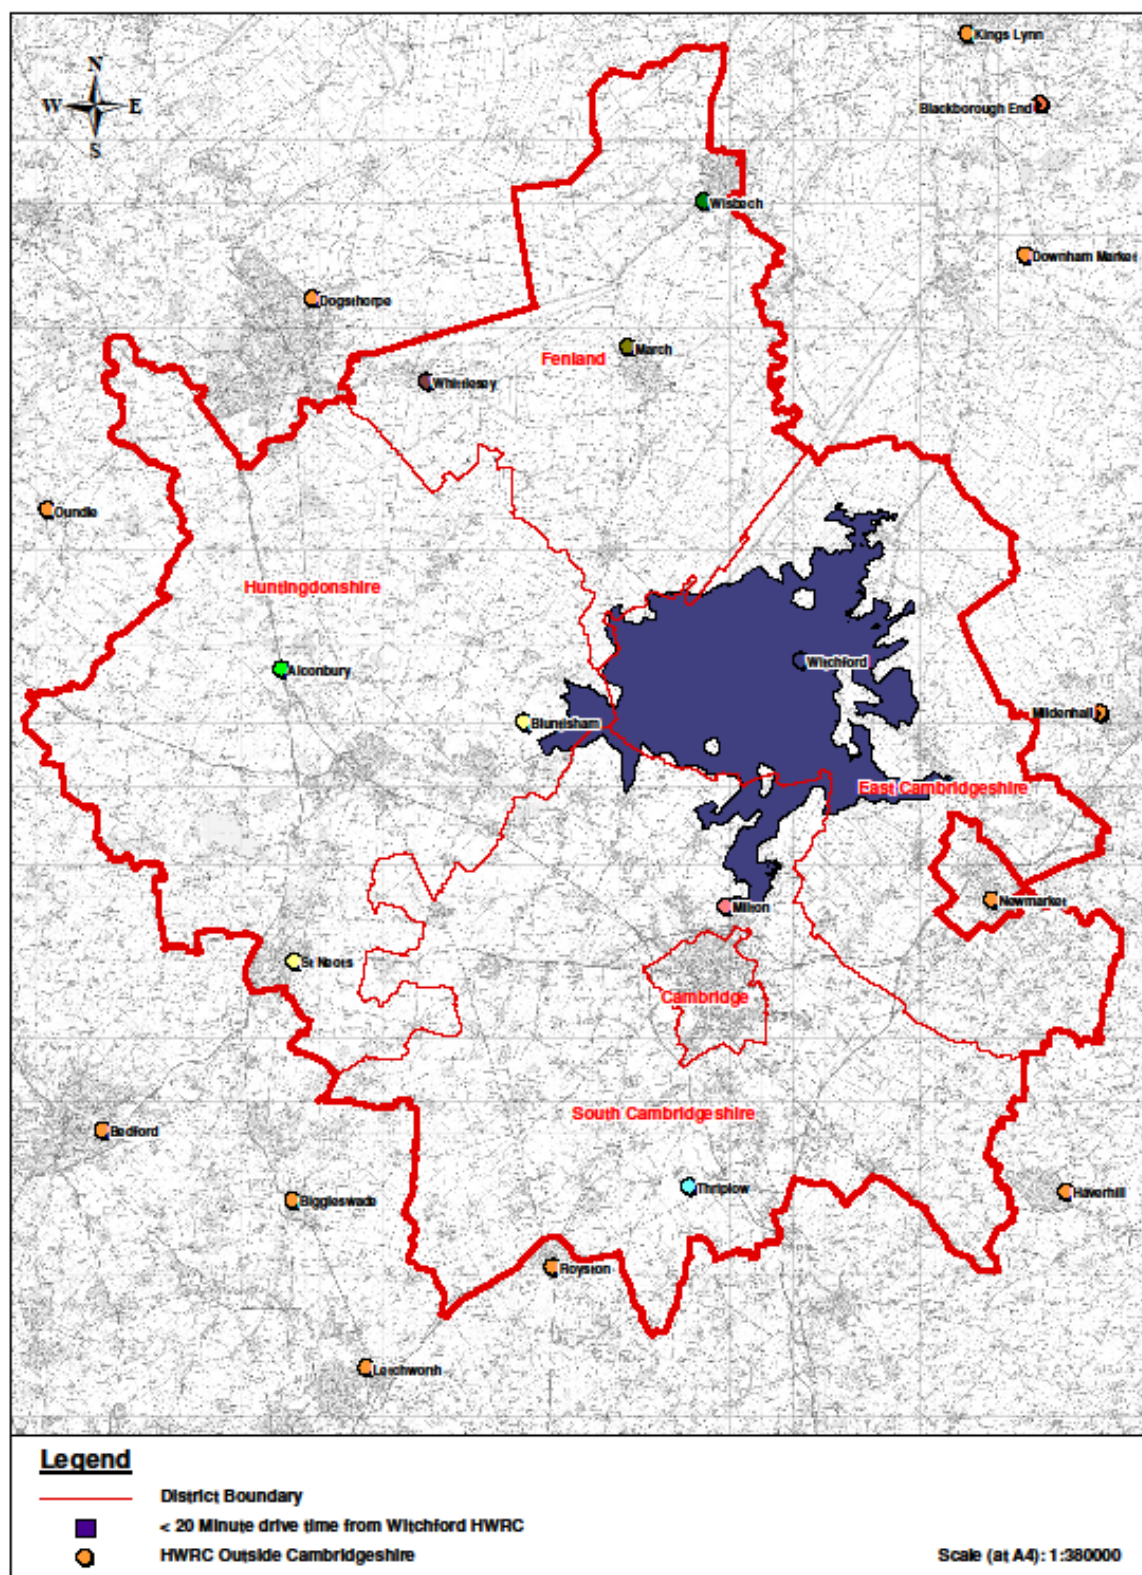 N
W E
S
Kings Lynn
Blackborough End
Wisbech
Downham Market
Dogsthorpe
March
Fenland
Whittlesey
Oundle
Huntingdonshire
Witchford
Alconbury
Mildenhall
Bluntisham
East Cambridgeshire
Newmarket
Milton
St Neots
Cambridge
South Cambridgeshire
Bedford
Thriplow
Haverhill
Biggleswade
Royston
Letchworth
Legend
District Boundary
< 20 Minute drive time from Witchford HWRC
HWRC Outside Cambridgeshire
Scale (at A4): 1:380000